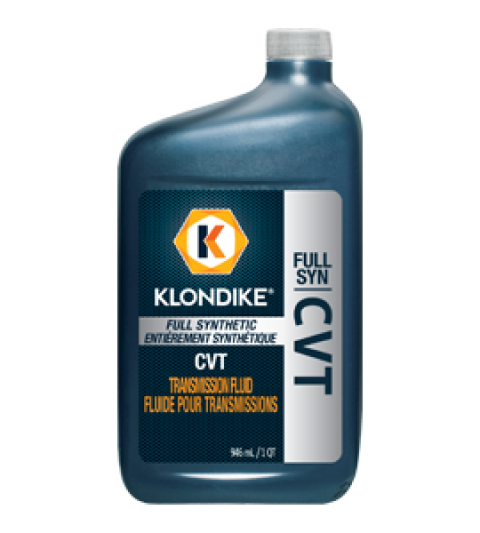 K
KLONDIKE®
FULL SYNTHETIC
ENTIÈREMENT SYNTHÉTIQUE
CVT
TRANSMISSION FLUID
FLUIDE POUR TRANSMISSIONS
946 mL / 1 QT
FULL
SYN
CVT